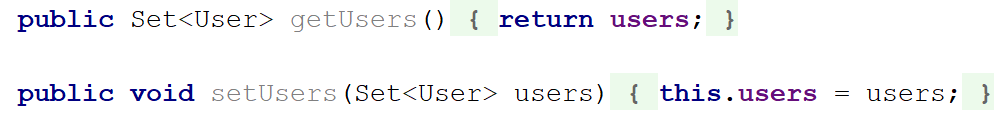 public Set<User> getUsers() { return users; }
public void setUsers(Set<User> users) { this.users = users; }